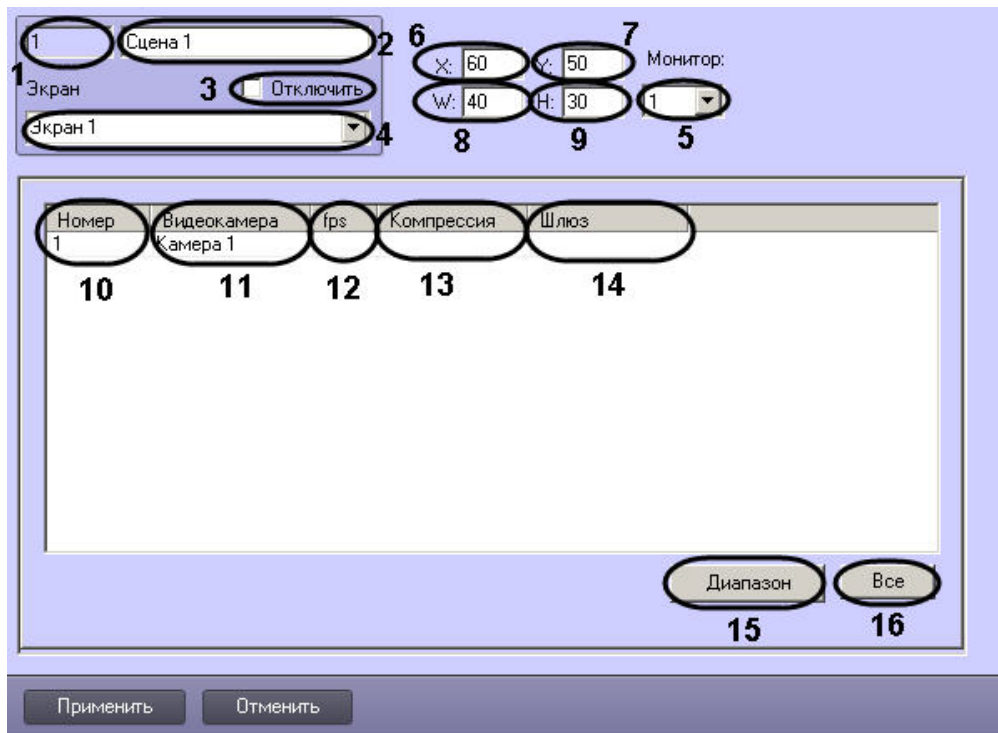 1 Сцена 1 2 6 7
X: 60 Y: 50 Монитор:
1 Экран 3 Отключить
W: 40 H: 30 1
Экран 1 4 8 9 5
Номер Видеокамера fps Компрессия Шлюз
1 Камера 1
10 11 12 13 14
Диапазон Все
15 16
Применить Отменить